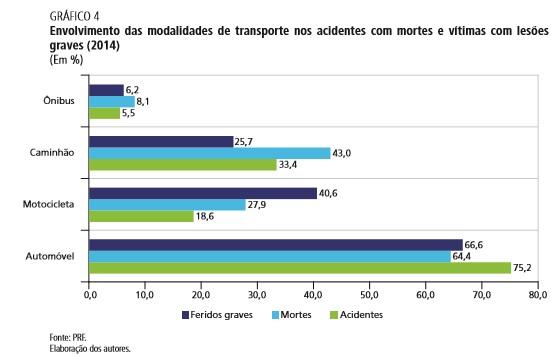 GRÁFICO 4
Envolvimento das modalidades de transporte nos acidentes com mortes e vítimas com lesões
graves (2014)
(Em %)
Ônibus
6,2
8,1
5,5
Caminhão
25,7
43,0
33,4
Motocicleta
40,6
27,9
18,6
Automóvel
66,6
64,4
75,2
0,0 10,0 20,0 30,0 40,0 50,0 60,0 70,0 80,0
Feridos graves Mortes Acidentes
Fonte: PRF.
Elaboração dos autores.